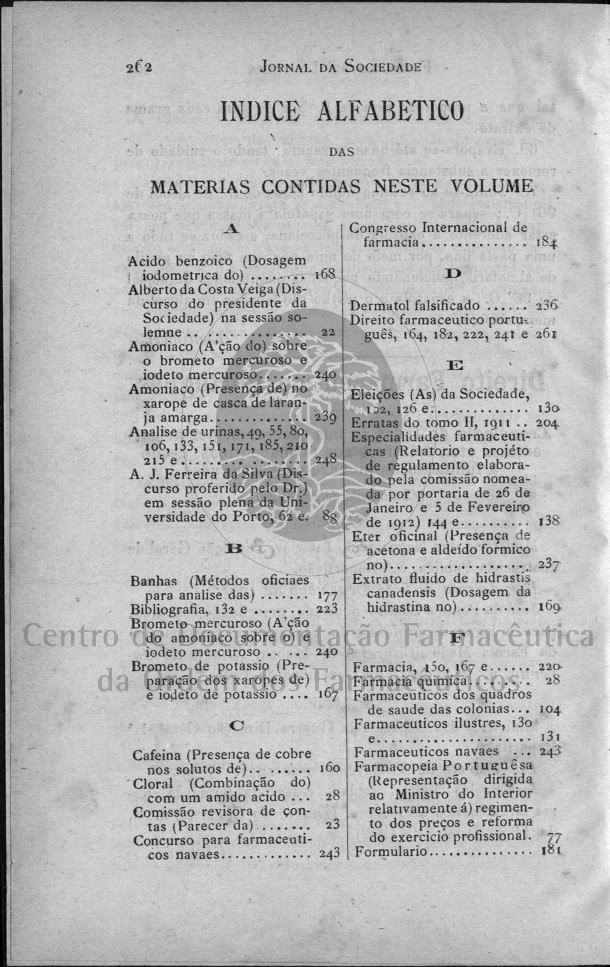 262 JORNAL DA SOCIEDADE
INDICE ALFABETICO
DAS
MATERIAS CONTIDAS NESTE VOLUME
A
Acido benzoico (Dosagem
iodometrica do) ........ 168
Alberto da Costa Veiga (Dis-
curso do presidente da
Sociedade) na sessão so-
lemne .. ............... 22
Amoniaco (A'ção do) sobre
o brometo mercuroso e
iodeto mercuroso....... 240
Amoniaco (Presença de) no
xarope de casca de laran-
ja amarga.............. 239
Analise de urinas, 49, 55, 80,
106, 133, 151, 171, 185, 210
215 e .................. 248
A. J. Ferreira da Silva (Dis-
curso proferido pelo Dr.)
em sessão plena da Uni-
versidade do Porto, 62 e. 88
B
Banhas (Métodos oficiaes
para analise das) ....... 177
Bibliografia, 132 e ........ 223
Brometo mercuroso (A'ção
do amoniaco sobre o) e
iodeto mercuroso .. ... 240
Brometo de potassio (Pre-
paração dos xaropes de)
e iodeto de potassio .... 167
C
Cafeina (Presença de cobre
nos solutos de).. ....... 160
Cloral (Combinação do)
com um amido acido ... 28
Comissão revisora de con-
tas (Parecer da) ....... 23
Concurso para farmaceuti-
cos navaes............. 243
Congresso Internacional de
farmacia............... 184
D
Dermatol falsificado ...... 236
Direito farmaceutico portu-
guês, 164, 182, 222, 241 e 261
E
Eleições (As) da Sociedade,
102, 126 e.............. 130
Erratas do tomo II, 1911 .. 204
Especialidades farmaceuti-
cas (Relatorio e projéto
de regulamento elabora-
do pela comissão nomea-
da por portaria de 26 de
Janeiro e 5 de Fevereiro
de 1912) 144 e.......... 138
Eter oficinal (Presença de
acetona e aldeído formico
no).................... 237
Extrato fluido de hidrastis
canadensis (Dosagem da
hidrastina no).......... 169
F
Farmacia, 150, 167 e...... 220
Farmacia quimica......... 28
Farmaceuticos dos quadros
de saude das colonias... 104
Farmaceuticos ilustres, 130
e...................... 131
Farmaceuticos navaes ... 243
Farmacopeia Portuguêsa
(Representação dirigida
ao Ministro do Interior
relativamente á) regimen-
to dos preços e reforma
do exercicio profissional. 77
Formulario............... 181
Centro de Documentação Farmacêutica
da Ordem dos Farmacêuticos